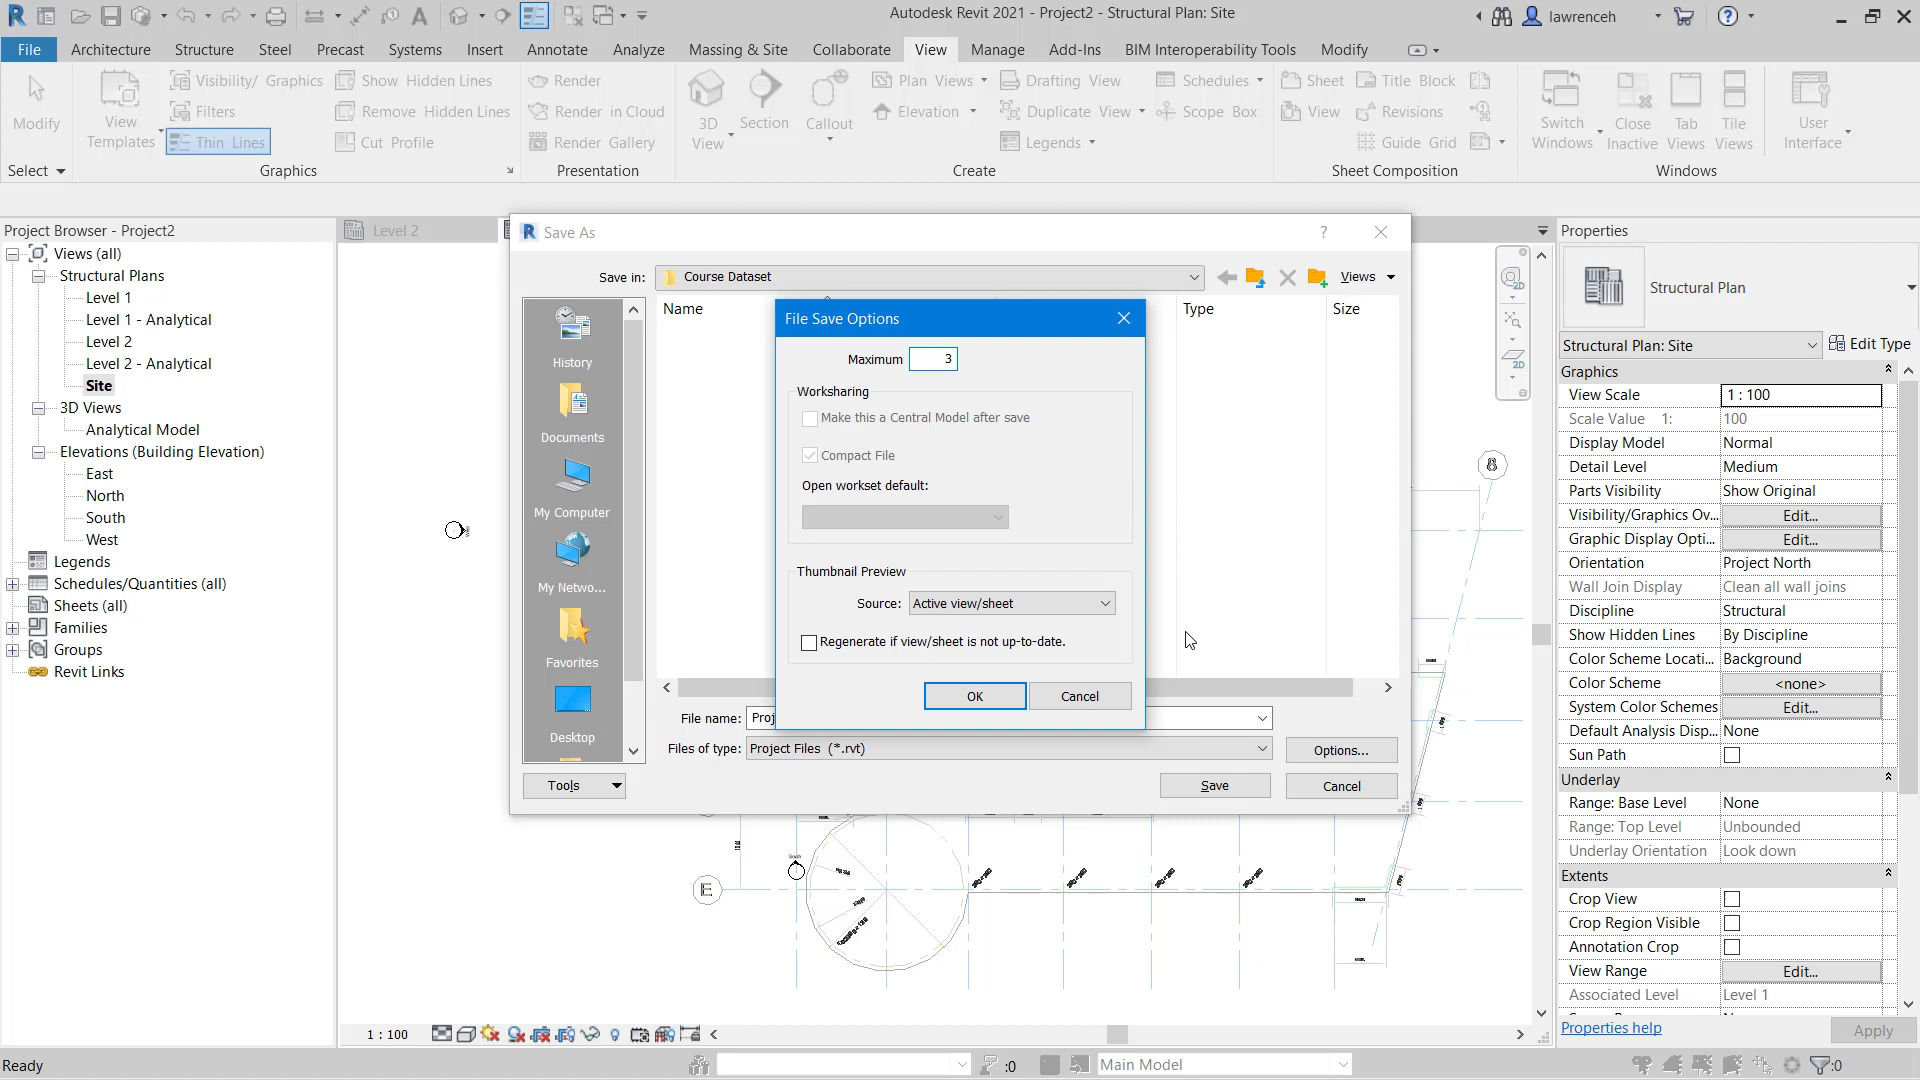 Autodesk Revit 2021 - Project2 - Structural Plan: Site
lawrenceh
File Architecture Structure Steel Precast Systems Insert Annotate Analyze Massing & Site Collaborate View Manage Add-Ins BIM Interoperability Tools Modify
Modify
View Templates
Visibility/ Graphics
Filters
Thin Lines
Show Hidden Lines
Remove Hidden Lines
Cut Profile
Render
Render in Cloud
Render Gallery
3D View
Section
Callout
Plan Views
Elevation
Drafting View
Duplicate View
Legends
Schedules
Scope Box
Sheet
View
Title Block
Revisions
Guide Grid
Switch Windows
Close Inactive
Tab Views
Tile Views
User Interface
Select Graphics Presentation Create Sheet Composition Windows
Project Browser - Project2
Views (all)
Structural Plans
Level 1
Level 1 - Analytical
Level 2
Level 2 - Analytical
Site
3D Views
Analytical Model
Elevations (Building Elevation)
East
North
South
West
Legends
Schedules/Quantities (all)
Sheets (all)
Families
Groups
Revit Links
Level 2
Save As
?
Save in: Course Dataset
Views
Name Type Size
History
Documents
My Computer
My Netwo...
Favorites
Desktop
File Save Options
Maximum 3
Worksharing
Make this a Central Model after save
Compact File
Open workset default:
Thumbnail Preview
Source: Active view/sheet
Regenerate if view/sheet is not up-to-date.
OK Cancel
File name: Proj
Files of type: Project Files (*.rvt)
Options...
Tools
Save
Cancel
8
E
2D
2D
Properties
Structural Plan
Structural Plan: Site
Edit Type
Graphics
View Scale 1 : 100
Scale Value 1: 100
Display Model Normal
Detail Level Medium
Parts Visibility Show Original
Visibility/Graphics Ov... Edit...
Graphic Display Opti... Edit...
Orientation Project North
Wall Join Display Clean all wall joins
Discipline Structural
Show Hidden Lines By Discipline
Color Scheme Locati... Background
Color Scheme <none>
System Color Schemes Edit...
Default Analysis Disp... None
Sun Path
Underlay
Range: Base Level None
Range: Top Level Unbounded
Underlay Orientation Look down
Extents
Crop View
Crop Region Visible
Annotation Crop
View Range Edit...
Associated Level Level 1
Properties help
Apply
1 : 100
Ready
:0
Main Model
:0